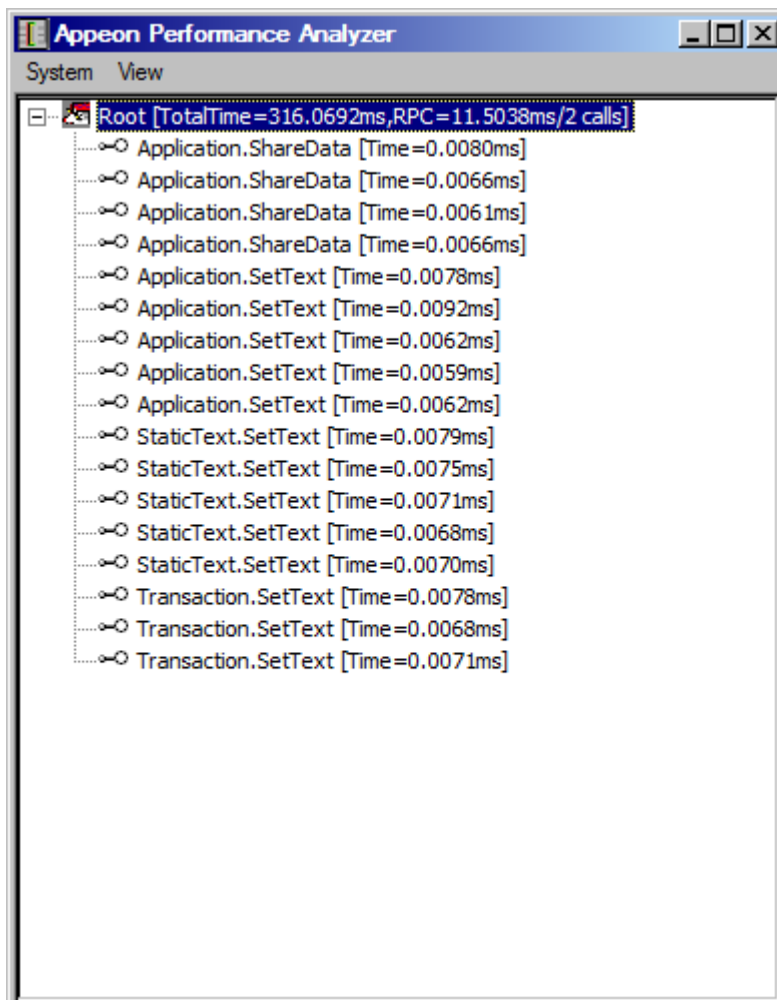 Appeon Performance Analyzer
System View
Root [TotalTime=316.0692ms,RPC=11.5038ms/2 calls]
Application.ShareData [Time=0.0080ms]
Application.ShareData [Time=0.0066ms]
Application.ShareData [Time=0.0061ms]
Application.ShareData [Time=0.0066ms]
Application.SetText [Time=0.0078ms]
Application.SetText [Time=0.0092ms]
Application.SetText [Time=0.0062ms]
Application.SetText [Time=0.0059ms]
Application.SetText [Time=0.0062ms]
StaticText.SetText [Time=0.0079ms]
StaticText.SetText [Time=0.0075ms]
StaticText.SetText [Time=0.0071ms]
StaticText.SetText [Time=0.0068ms]
StaticText.SetText [Time=0.0070ms]
Transaction.SetText [Time=0.0078ms]
Transaction.SetText [Time=0.0068ms]
Transaction.SetText [Time=0.0071ms]